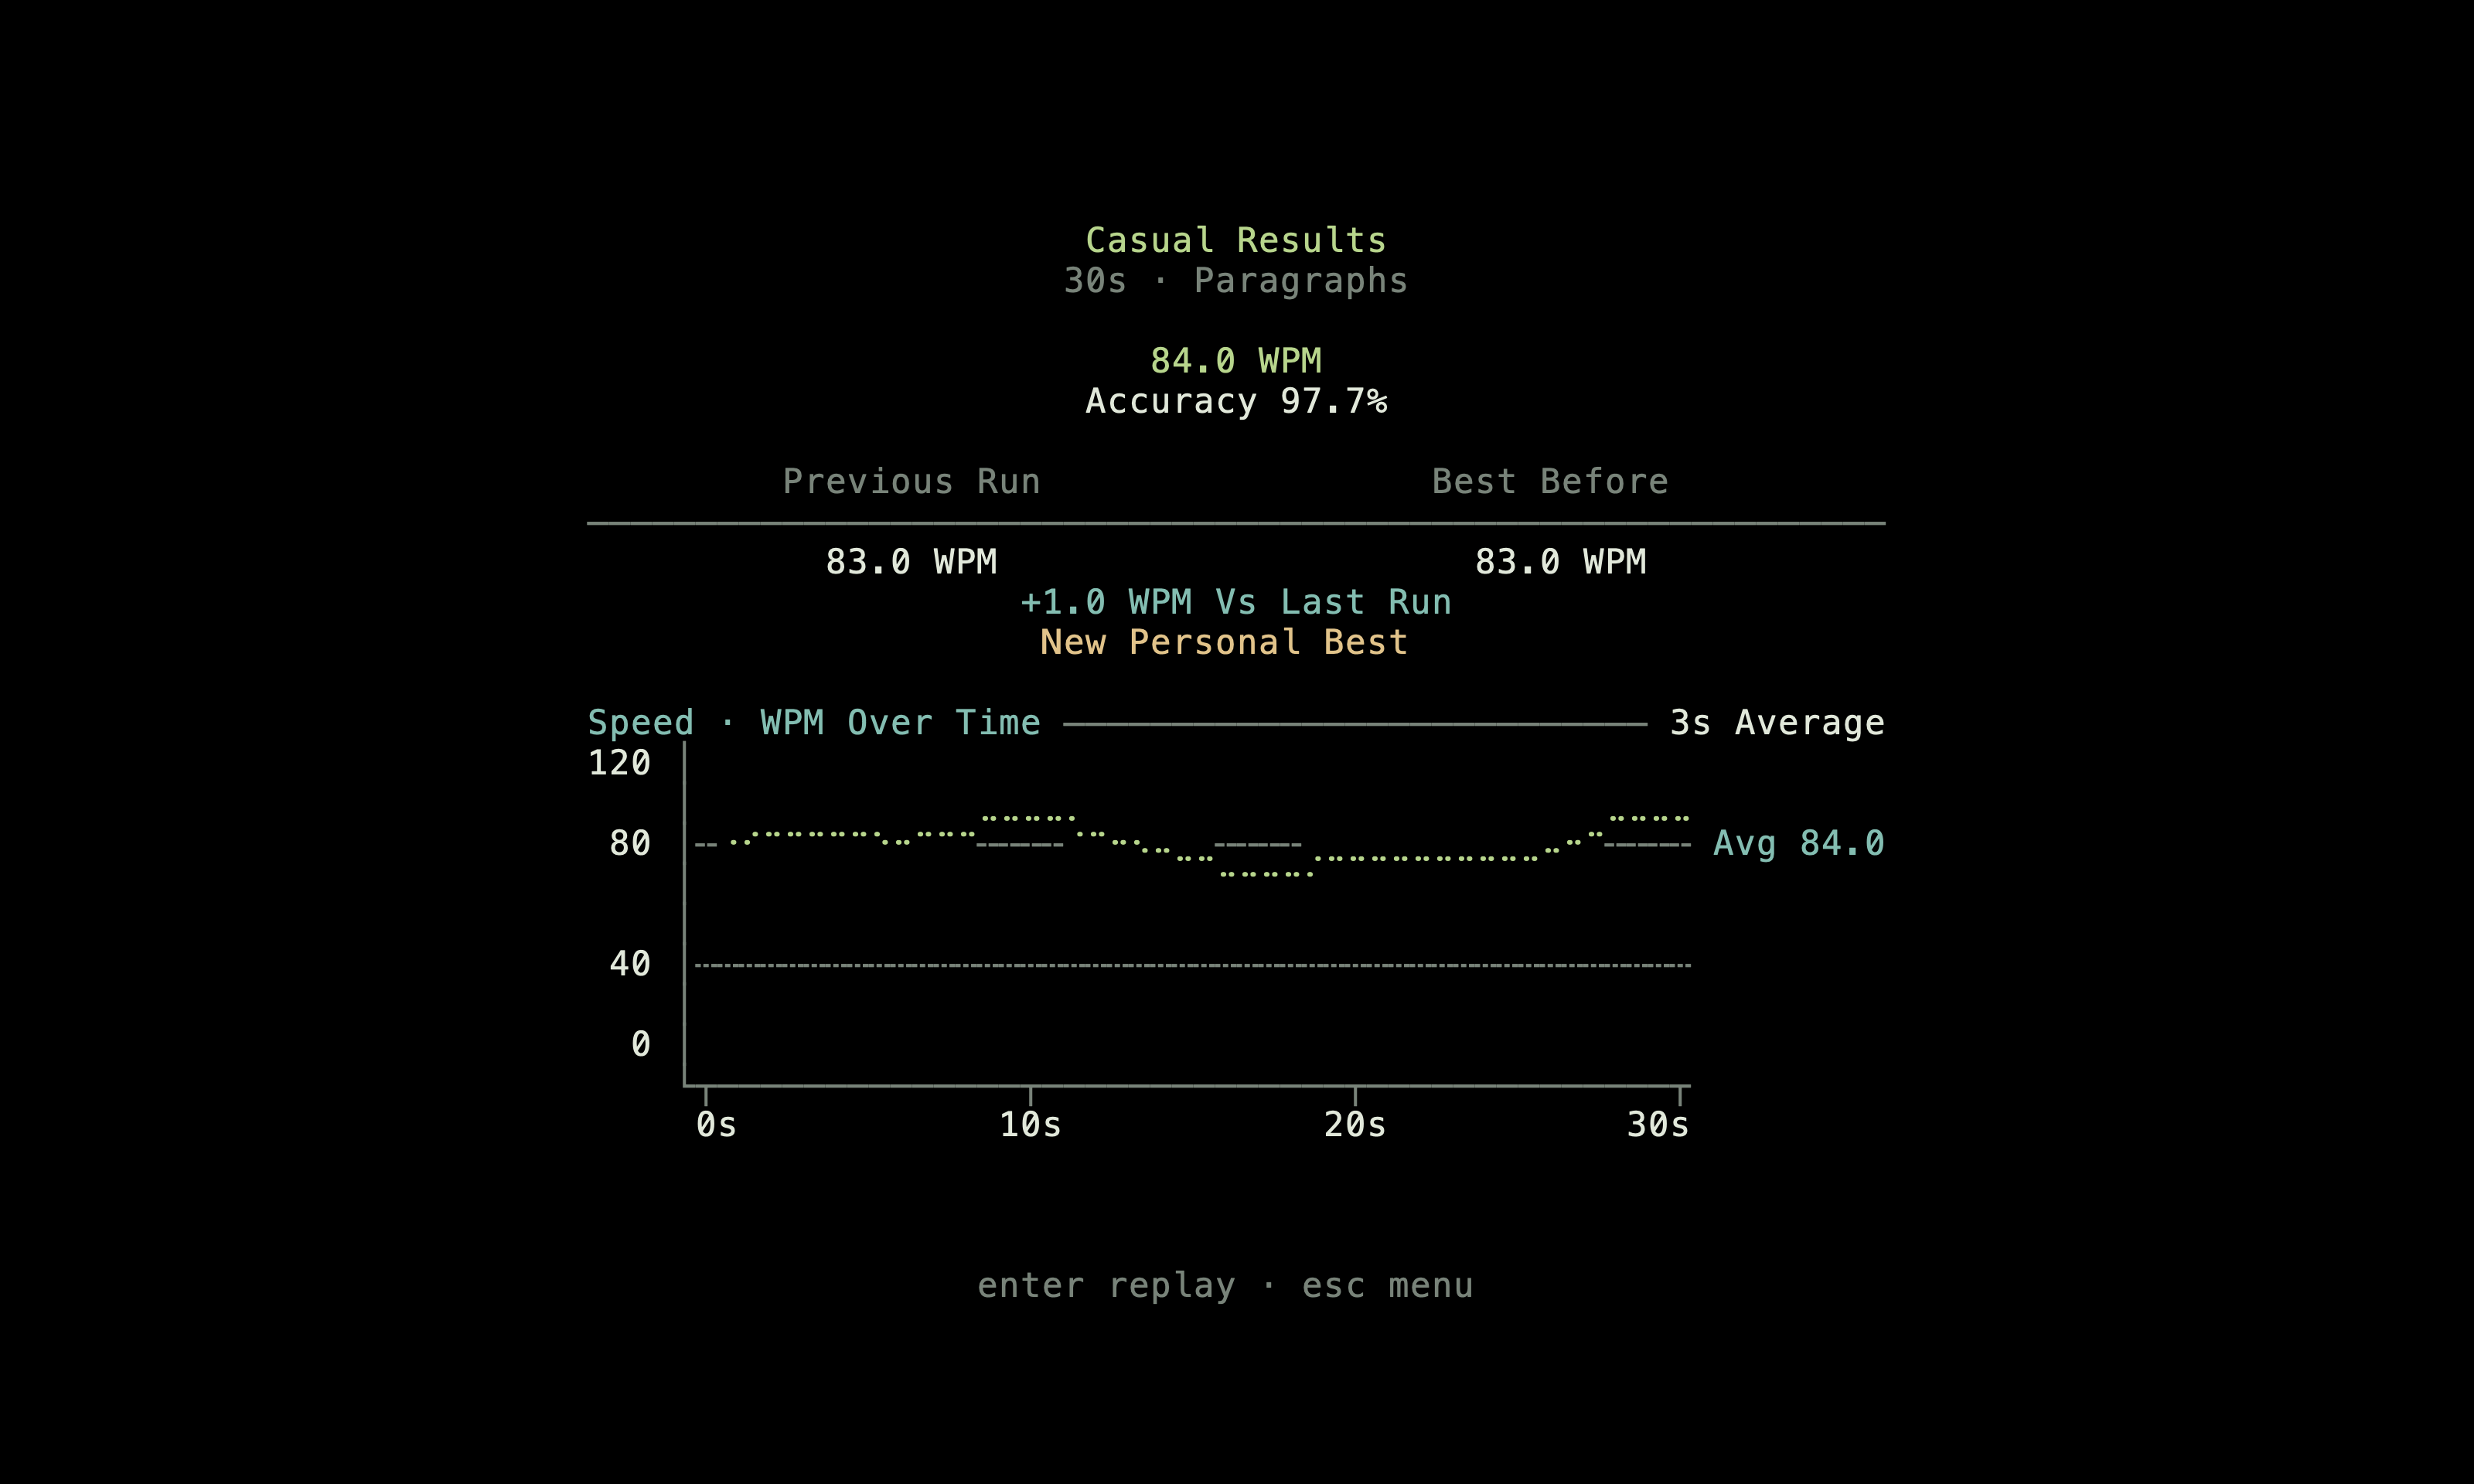 Casual Results
30s · Paragraphs
84.0 WPM
Accuracy 97.7%
Previous Run Best Before
83.0 WPM 83.0 WPM
+1.0 WPM Vs Last Run
New Personal Best
Speed · WPM Over Time 3s Average
120
80 Avg 84.0
40
0
0s 10s 20s 30s
enter replay · esc menu